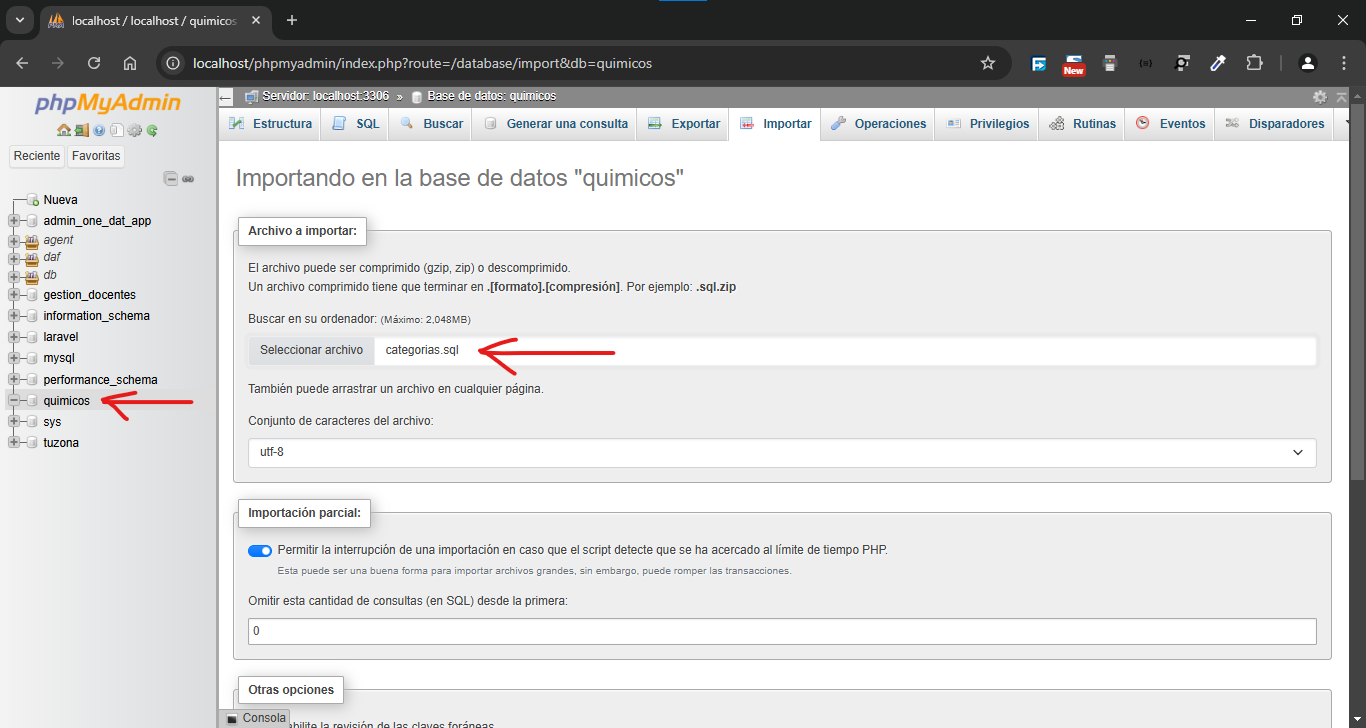 localhost / localhost / quimicos
localhost/phpmyadmin/index.php?route=/database/import&db=quimicos
New
phpMyAdmin
Reciente Favoritas
Nueva
admin_one_dat_app
agent
daf
db
gestion_docentes
information_schema
laravel
mysql
performance_schema
quimicos
sys
tuzona
Servidor: localhost:3306 » Base de datos: quimicos
Estructura SQL Buscar Generar una consulta Exportar Importar Operaciones Privilegios Rutinas Eventos Disparadores
Importando en la base de datos "quimicos"
Archivo a importar:
El archivo puede ser comprimido (gzip, zip) o descomprimido.
Un archivo comprimido tiene que terminar en .[formato].[compresión]. Por ejemplo: .sql.zip
Buscar en su ordenador: (Máximo: 2,048MB)
Seleccionar archivo categorias.sql
También puede arrastrar un archivo en cualquier página.
Conjunto de caracteres del archivo:
utf-8
Importación parcial:
Permitir la interrupción de una importación en caso que el script detecte que se ha acercado al límite de tiempo PHP.
Esta puede ser una buena forma para importar archivos grandes, sin embargo, puede romper las transacciones.
Omitir esta cantidad de consultas (en SQL) desde la primera:
0
Otras opciones
Consola
abilite la revisión de las claves foráneas